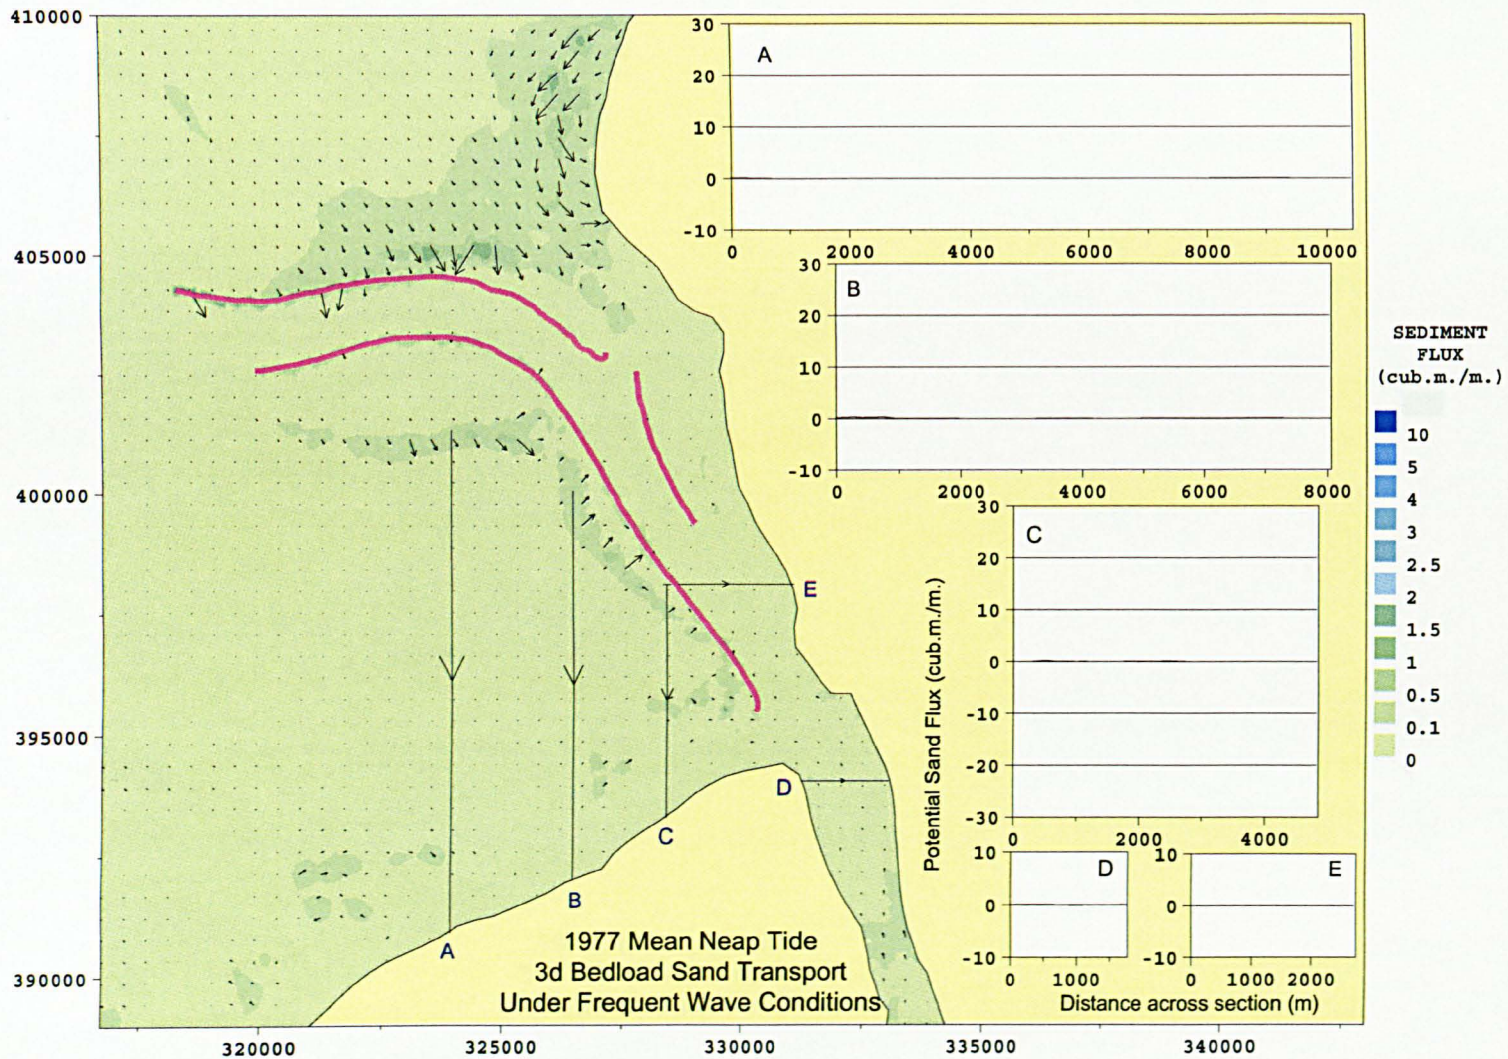 410000
405000
400000
395000
390000
320000 325000 330000 335000 340000
A
30
20
10
0
-10
0 2000 4000 6000 8000 10000
B
30
20
10
0
-10
0 2000 4000 6000 8000
C
30
20
10
0
-10
-20
-30
0 2000 4000
D
10
0
-10
0 1000
E
10
0
-10
0 1000 2000
Potential Sand Flux (cub.m./m.)
Distance across section (m)
SEDIMENT
FLUX
(cub.m./m.)
10
5
4
3
2.5
2
1.5
1
0.5
0.1
0
E
D
C
B
A
1977 Mean Neap Tide
3d Bedload Sand Transport
Under Frequent Wave Conditions